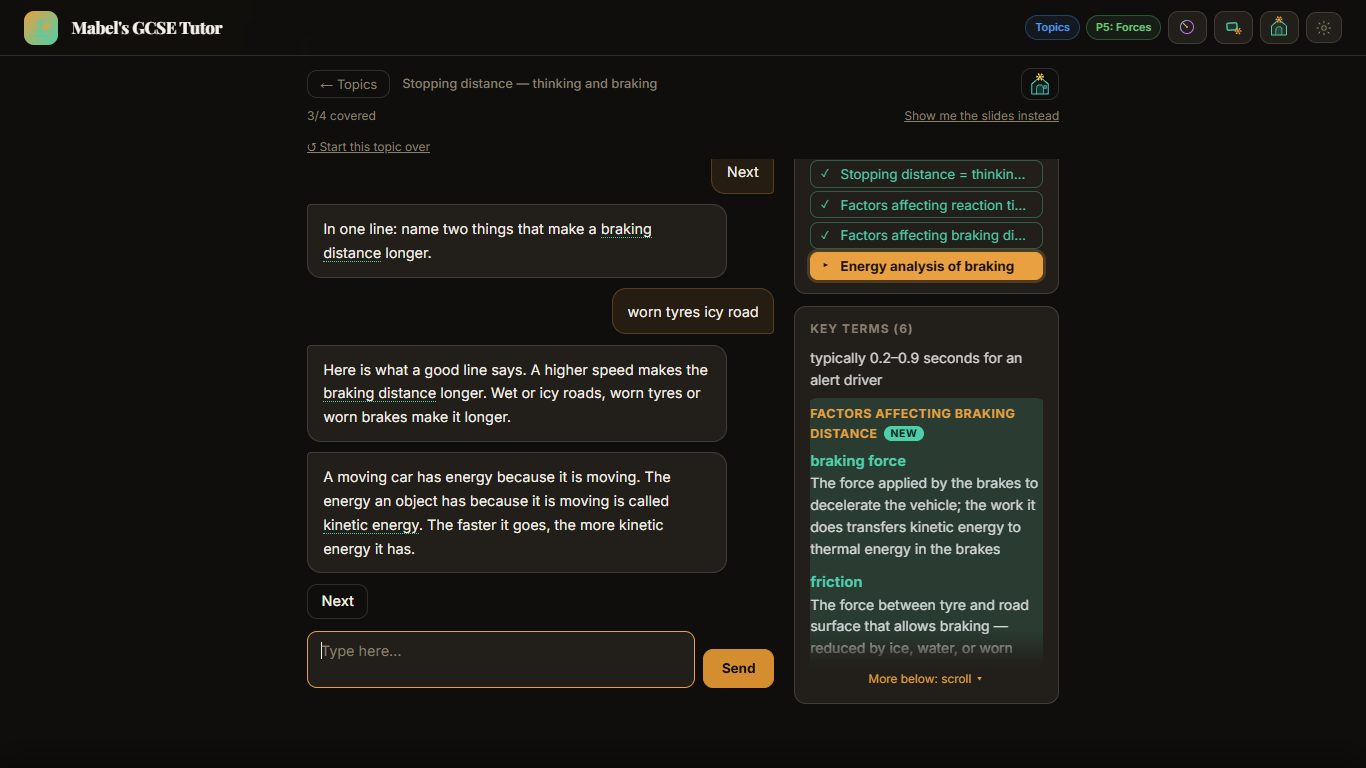 Mabel's GCSE Tutor
Topics
P5: Forces
← Topics
Stopping distance — thinking and braking
3/4 covered
Show me the slides instead
↺ Start this topic over
Next
In one line: name two things that make a braking
distance longer.
worn tyres icy road
Here is what a good line says. A higher speed makes the
braking distance longer. Wet or icy roads, worn tyres or
worn brakes make it longer.
A moving car has energy because it is moving. The
energy an object has because it is moving is called
kinetic energy. The faster it goes, the more kinetic
energy it has.
Next
Type here...
Send
✓ Stopping distance = thinkin...
✓ Factors affecting reaction ti...
✓ Factors affecting braking di...
‣ Energy analysis of braking
KEY TERMS (6)
typically 0.2–0.9 seconds for an
alert driver
FACTORS AFFECTING BRAKING
DISTANCE NEW
braking force
The force applied by the brakes to
decelerate the vehicle; the work it
does transfers kinetic energy to
thermal energy in the brakes
friction
The force between tyre and road
surface that allows braking —
reduced by ice, water, or worn
More below: scroll ▾